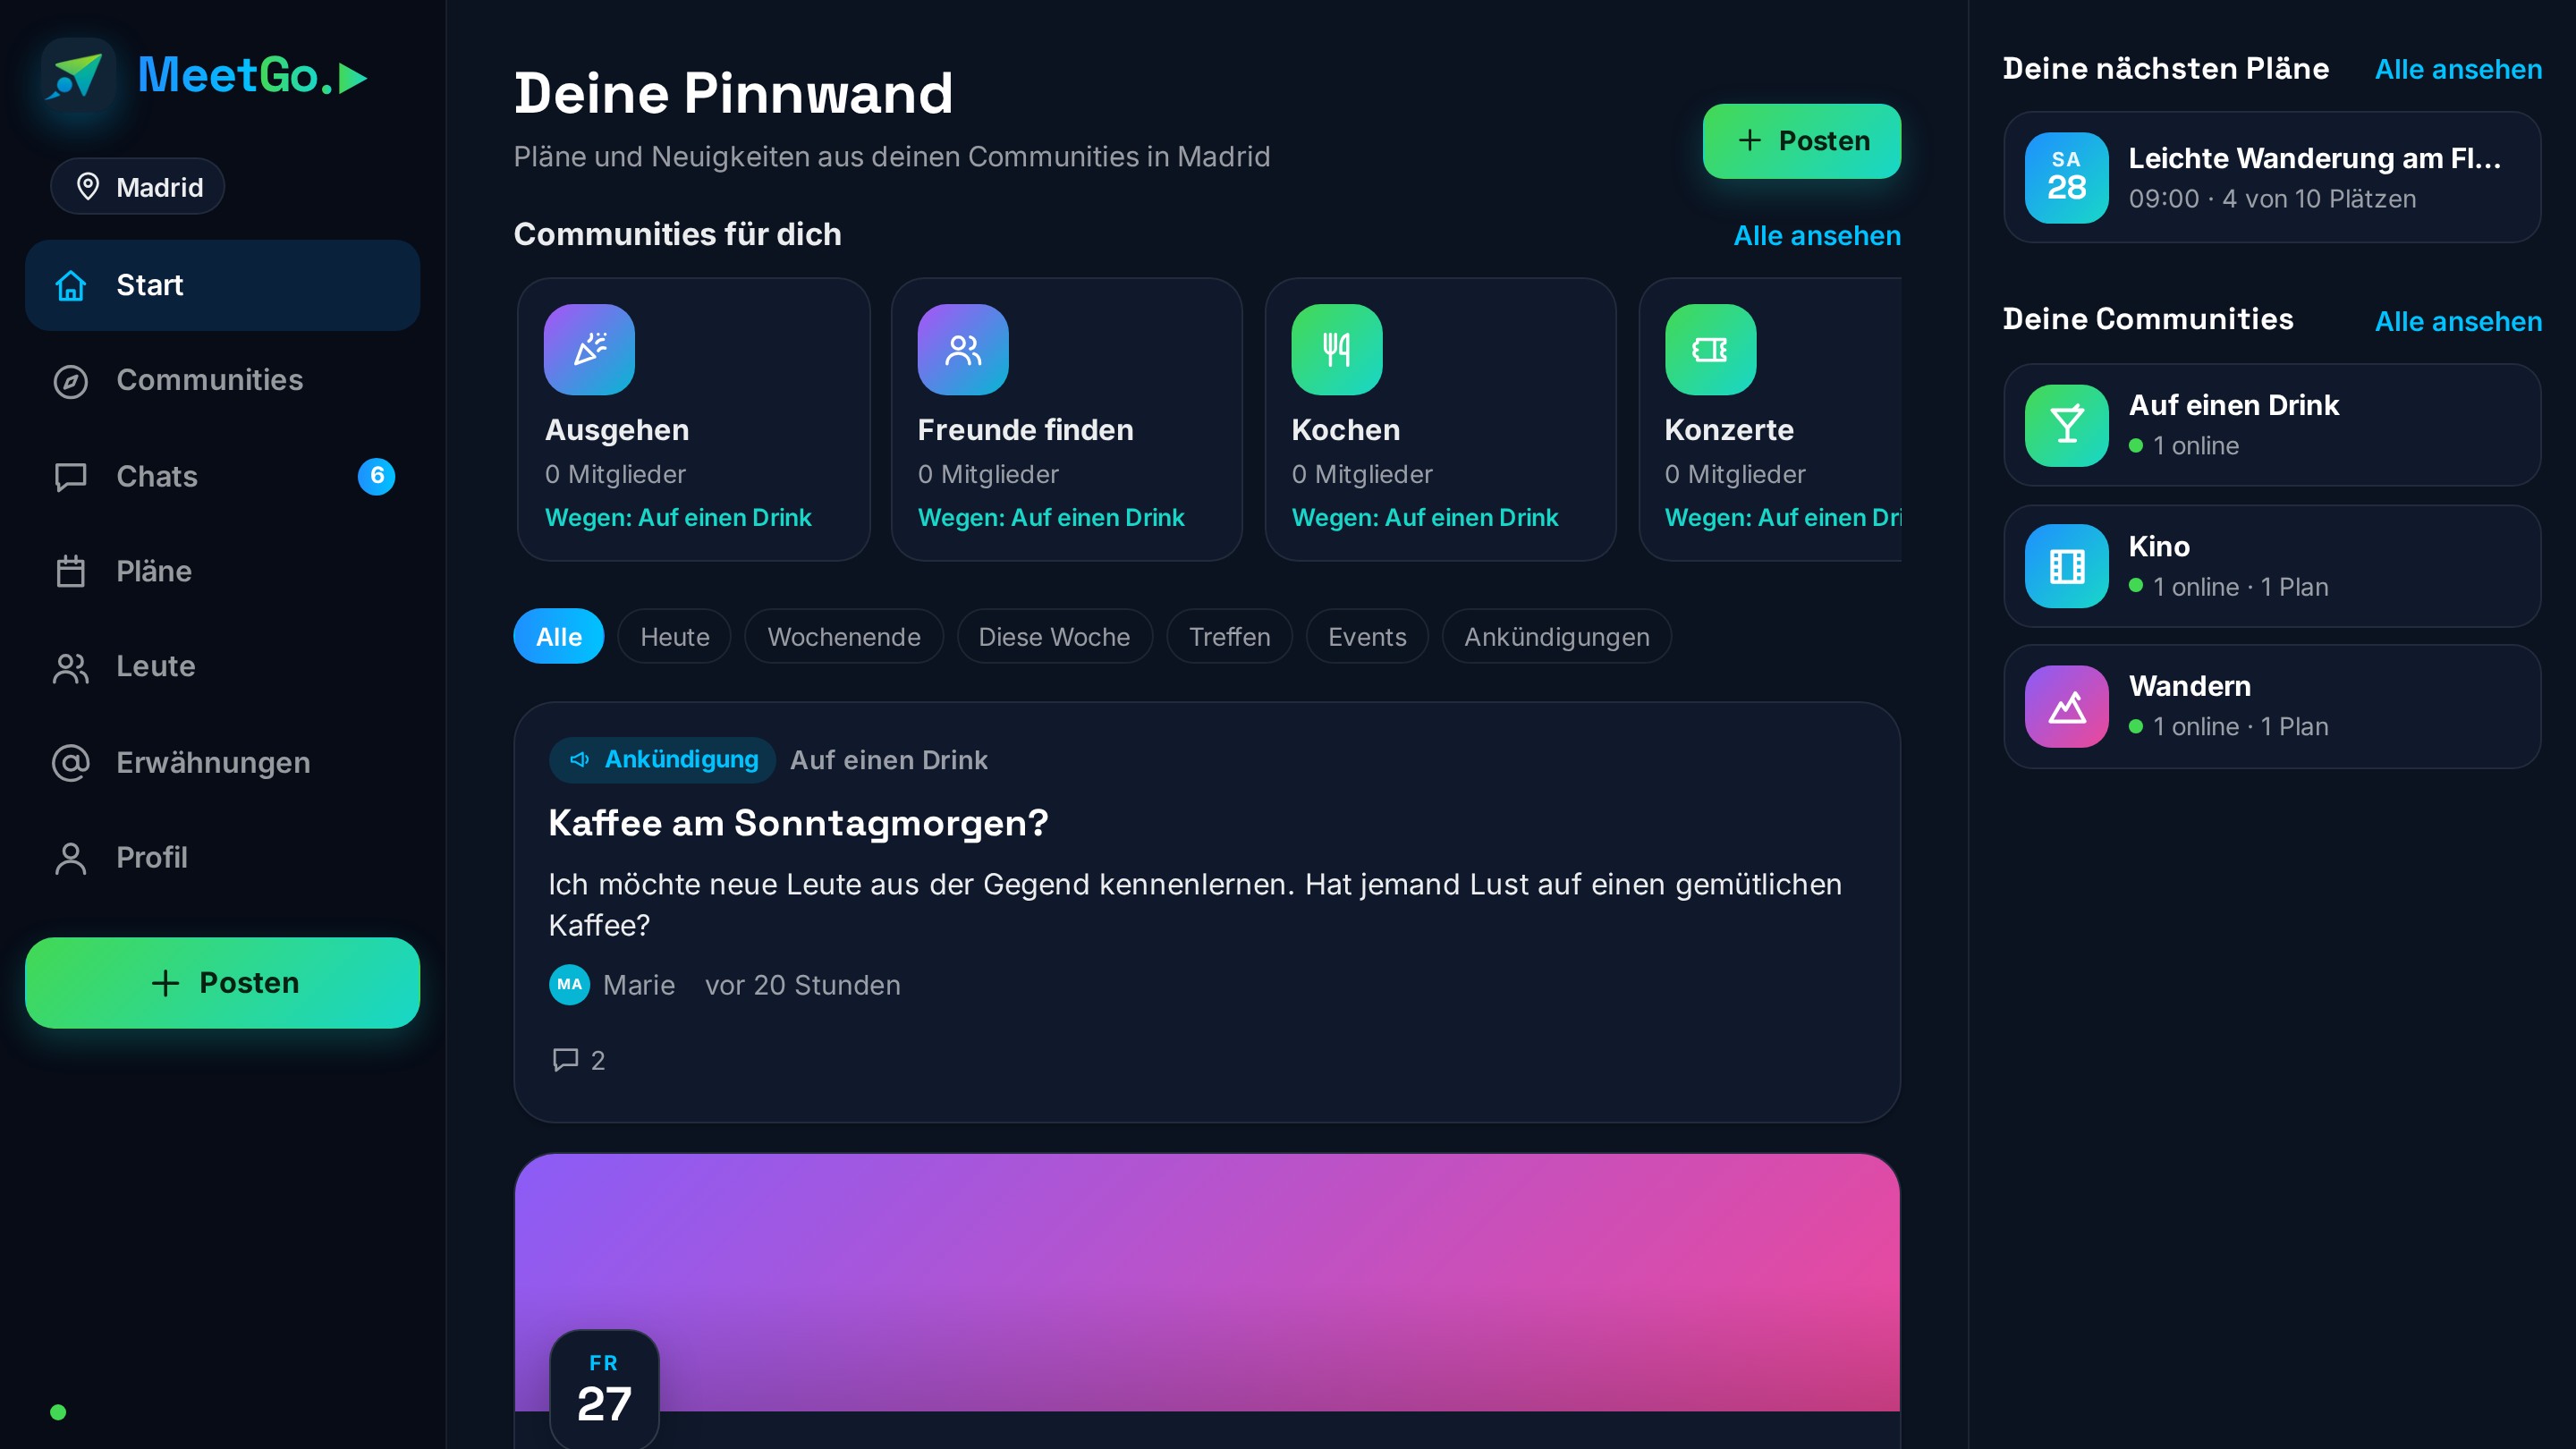 MeetGo.
Madrid
Start
Communities
Chats
6
Pläne
Leute
Erwähnungen
Profil
Posten
Deine Pinnwand
Pläne und Neuigkeiten aus deinen Communities in Madrid
Posten
Communities für dich
Alle ansehen
Ausgehen
0 Mitglieder
Wegen: Auf einen Drink
Freunde finden
0 Mitglieder
Wegen: Auf einen Drink
Kochen
0 Mitglieder
Wegen: Auf einen Drink
Konzerte
0 Mitglieder
Wegen: Auf einen Dri
Alle
Heute
Wochenende
Diese Woche
Treffen
Events
Ankündigungen
Ankündigung
Auf einen Drink
Kaffee am Sonntagmorgen?
Ich möchte neue Leute aus der Gegend kennenlernen. Hat jemand Lust auf einen gemütlichen
Kaffee?
MA
Marie
vor 20 Stunden
2
FR
27
Deine nächsten Pläne
Alle ansehen
SA
28
Leichte Wanderung am Fl...
09:00 · 4 von 10 Plätzen
Deine Communities
Alle ansehen
Auf einen Drink
1 online
Kino
1 online · 1 Plan
Wandern
1 online · 1 Plan